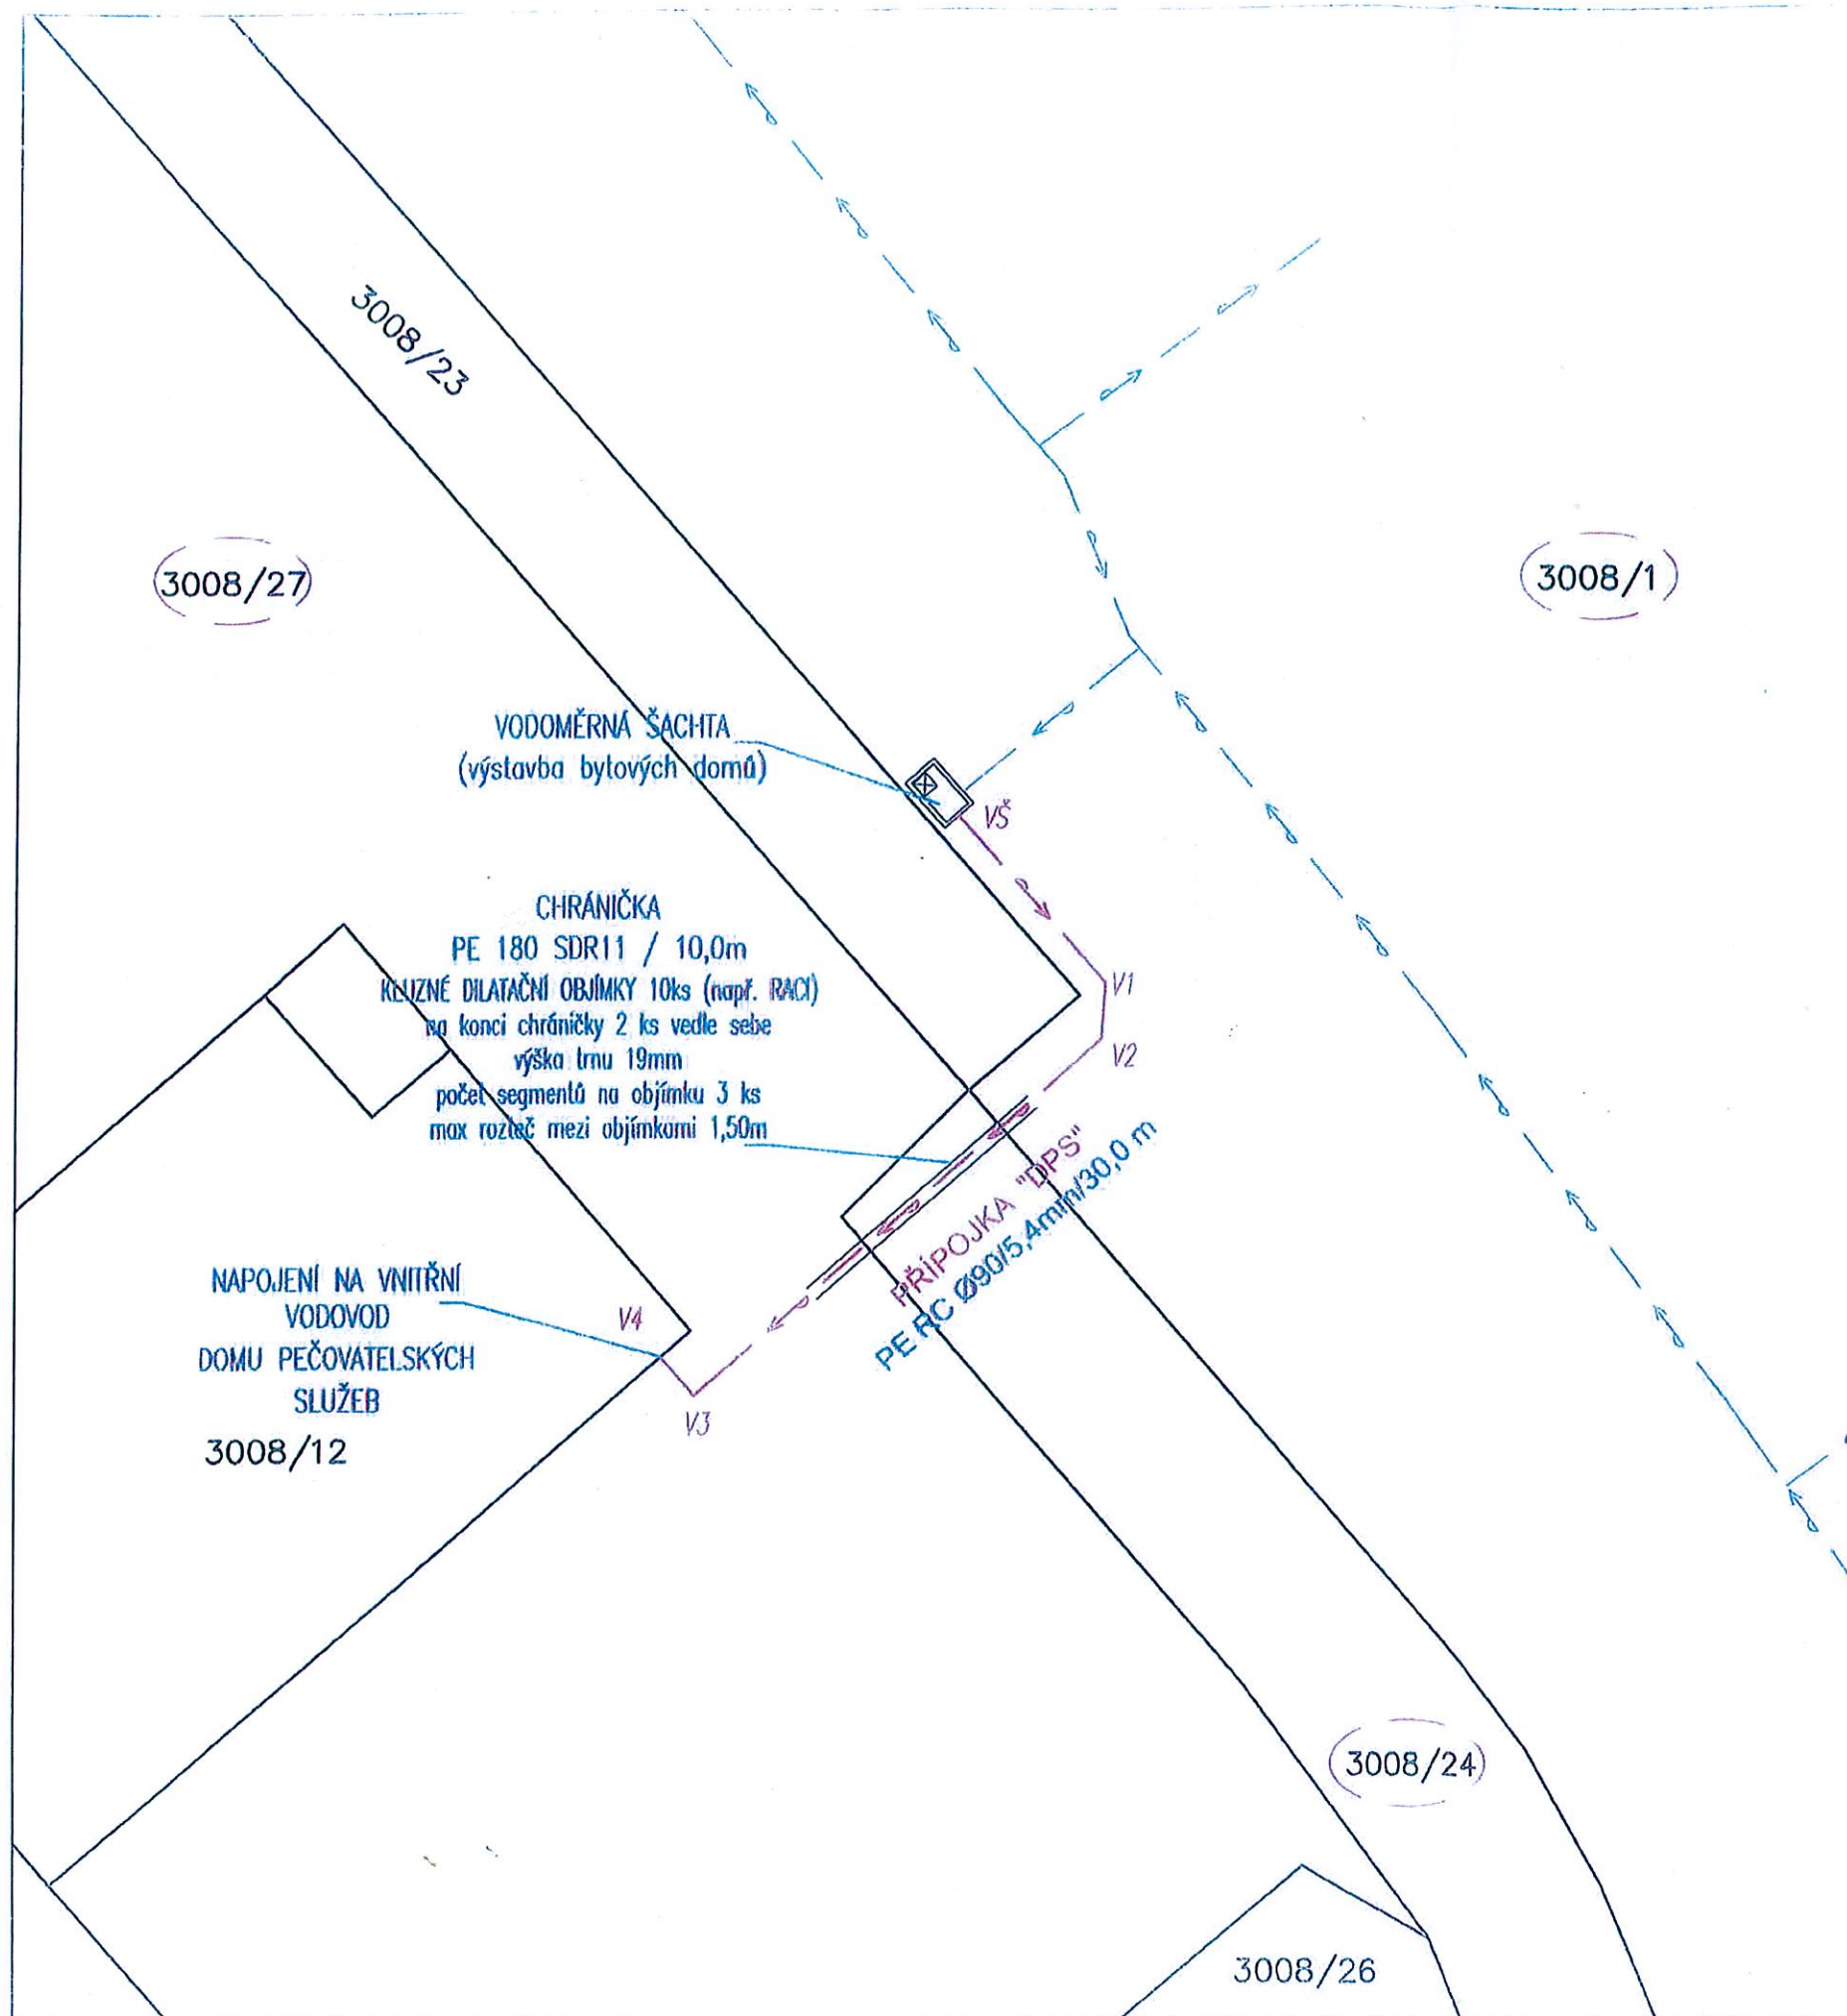 3008/23
3008/27
3008/1
VODOMĚRNÁ ŠACHTA
(výstavba bytových domů)
VŠ
CHRÁNIČKA
PE 180 SDR11 / 10,0m
KLUZNÉ DILATAČNÍ OBJÍMKY 10ks (např. RACI)
na konci chráničky 2 ks vedle sebe
výška trnu 19mm
počet segmentů na objímku 3 ks
max rozteč mezi objímkami 1,50m
V1
V2
PŘÍPOJKA "DPS"
PE RC Ø90/5,4mm/30,0 m
NAPOJENÍ NA VNITŘNÍ
VODOVOD
DOMU PEČOVATELSKÝCH
SLUŽEB
V4
V3
3008/12
3008/24
3008/26